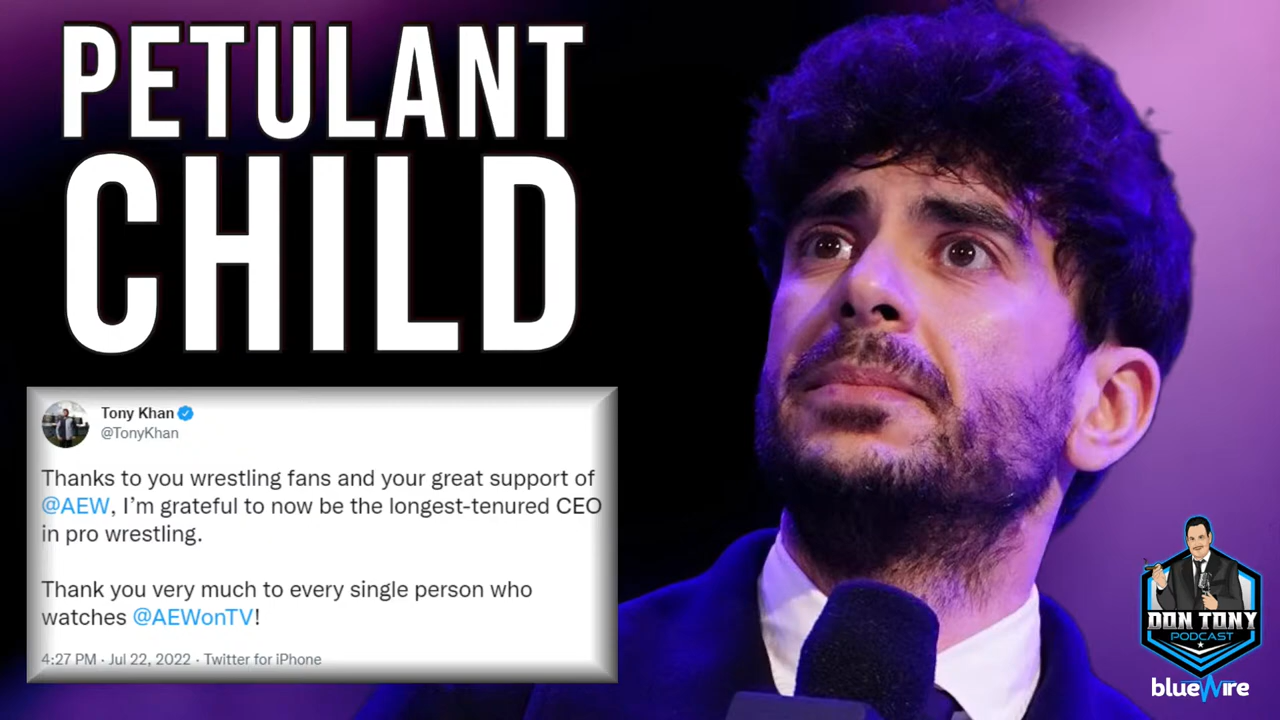 PETULANT
CHILD
Tony Khan
@TonyKhan
Thanks to you wrestling fans and your great support of
@AEW, I’m grateful to now be the longest-tenured CEO
in pro wrestling.
Thank you very much to every single person who
watches @AEWonTV!
4:27 PM · Jul 22, 2022 · Twitter for iPhone
DON TONY
PODCAST
blueWire